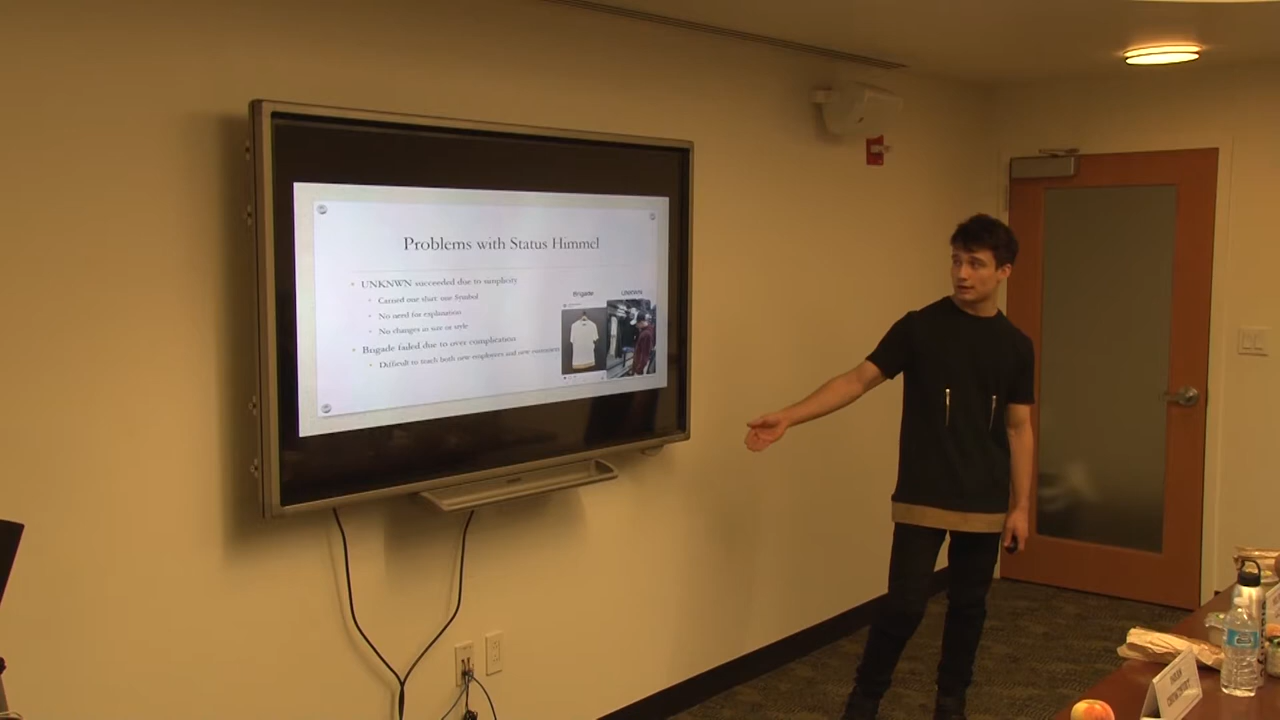 Problems with Status Himmel
UNKNWN succeeded due to simplicity
Carried one shirt one Symbol
No need for explanation
No changes in size or style
Brigade faded due to over complication
Difficult to teach both new employees and new customers
Brigade
UNKNWN